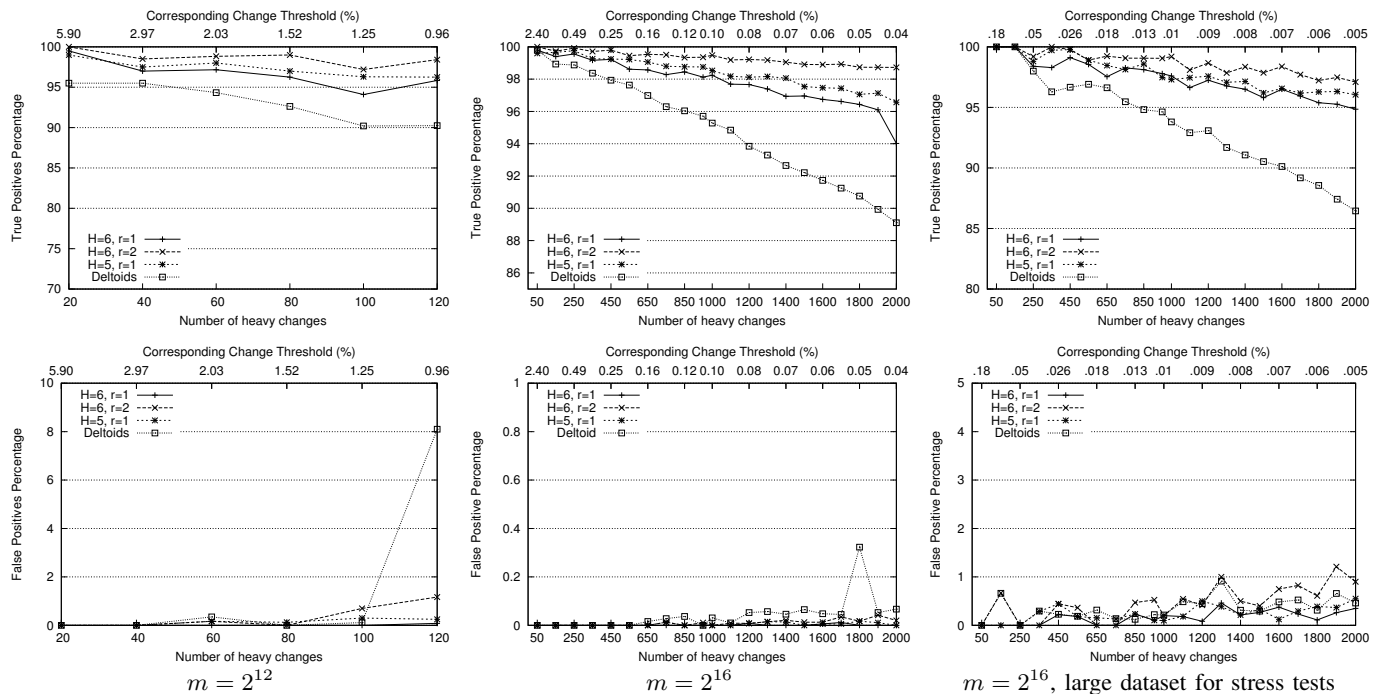 Corresponding Change Threshold (%)
5.90 2.97 2.03 1.52 1.25 0.96
100
95
90
85
80
75
70
True Positives Percentage
H=6, r=1
H=6, r=2
H=5, r=1
Deltoids
20 40 60 80 100 120
Number of heavy changes
Corresponding Change Threshold (%)
2.40 0.49 0.25 0.16 0.12 0.10 0.08 0.07 0.06 0.05 0.04
100
98
96
94
92
90
88
86
True Positive Percentage
H=6, r=1
H=6, r=2
H=5, r=1
Deltoids
50 250 450 650 850 1000 1200 1400 1600 1800 2000
Number of heavy changes
Corresponding Change Threshold (%)
.18 .05 .026 .018 .013 .01 .009 .008 .007 .006 .005
100
95
90
85
80
True Positive Percentage
H=6, r=1
H=6, r=2
H=5, r=1
Deltoids
50 250 450 650 850 1000 1200 1400 1600 1800 2000
Number of heavy changes
Corresponding Change Threshold (%)
5.90 2.97 2.03 1.52 1.25 0.96
10
8
6
4
2
0
False Positives Percentage
H=6, r=1
H=6, r=2
H=5, r=1
Deltoids
20 40 60 80 100 120
Number of heavy changes
m = 2^12
Corresponding Change Threshold (%)
2.40 0.49 0.25 0.16 0.12 0.10 0.08 0.07 0.06 0.05 0.04
1
0.8
0.6
0.4
0.2
0
False Positive Percentage
H=6, r=1
H=6, r=2
H=5, r=1
Deltoid
50 250 450 650 850 1000 1200 1400 1600 1800 2000
Number of heavy changes
m = 2^16
Corresponding Change Threshold (%)
.18 .05 .026 .018 .013 .01 .009 .008 .007 .006 .005
5
4
3
2
1
0
False Positive Percentage
H=6, r=1
H=6, r=2
H=5, r=1
Deltoids
50 250 450 650 850 1000 1200 1400 1600 1800 2000
Number of heavy changes
m = 2^16, large dataset for stress tests